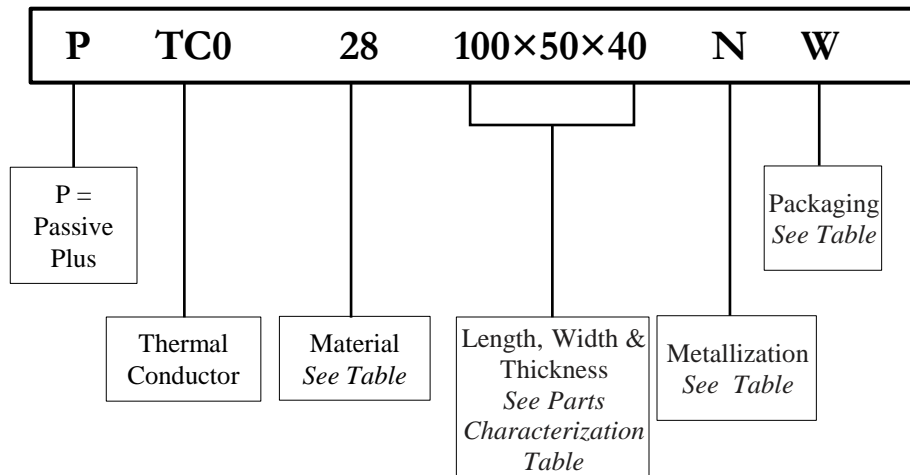 P TC0 28 100×50×40 N W
P =
Passive
Plus
Packaging
See Table
Thermal
Conductor
Material
See Table
Length, Width &
Thickness
See Parts
Characterization
Table
Metallization
See Table